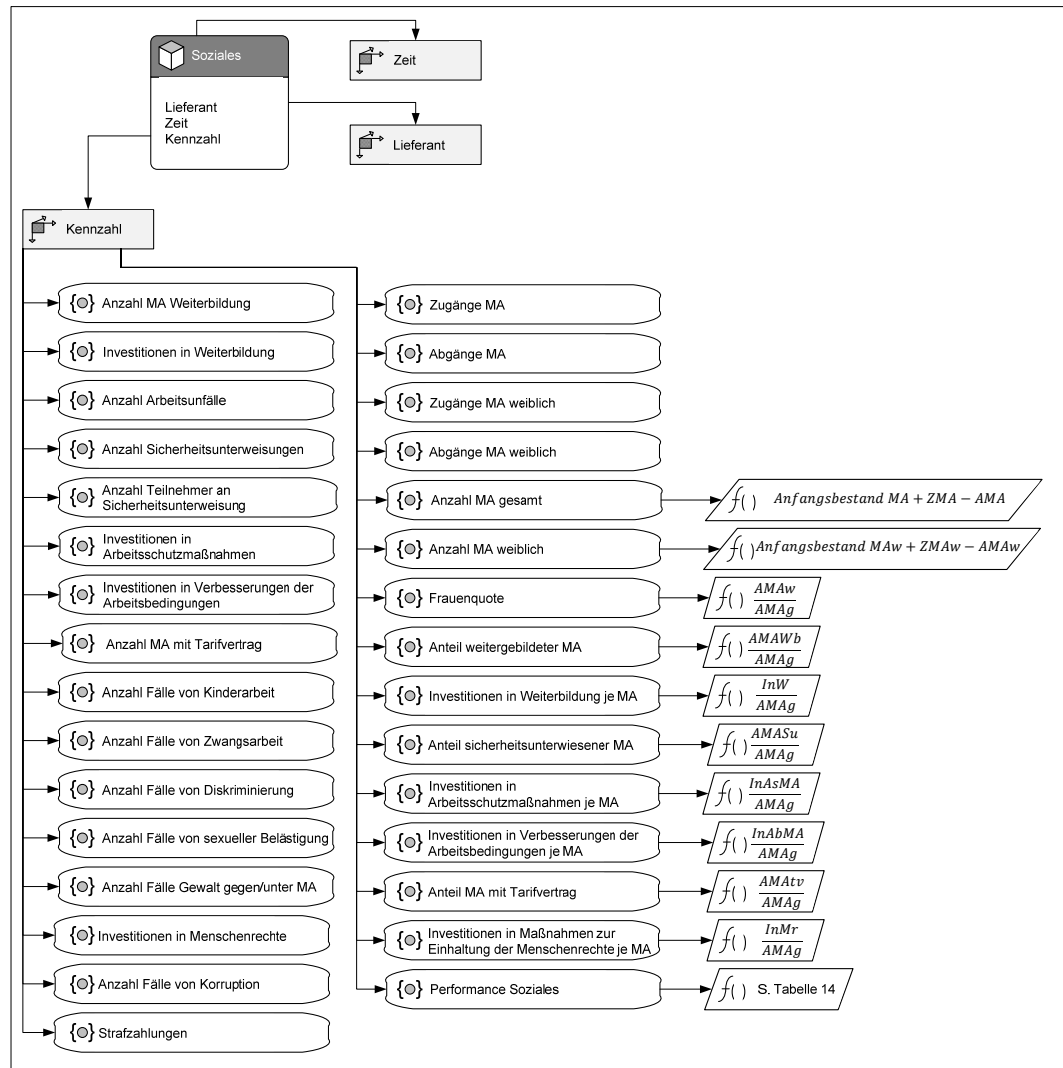 Soziales
Lieferant
Zeit
Kennzahl
Zeit
Lieferant
Kennzahl
{ } Anzahl MA Weiterbildung
{ } Investitionen in Weiterbildung
{ } Anzahl Arbeitsunfälle
{ } Anzahl Sicherheitsunterweisungen
{ } Anzahl Teilnehmer an
Sicherheitsunterweisung
{ } Investitionen in
Arbeitsschutzmaßnahmen
{ } Investitionen in Verbesserungen der
Arbeitsbedingungen
{ } Anzahl MA mit Tarifvertrag
{ } Anzahl Fälle von Kinderarbeit
{ } Anzahl Fälle von Zwangsarbeit
{ } Anzahl Fälle von Diskriminierung
{ } Anzahl Fälle von sexueller Belästigung
{ } Anzahl Fälle Gewalt gegen/unter MA
{ } Investitionen in Menschenrechte
{ } Anzahl Fälle von Korruption
{ } Strafzahlungen
{ } Zugänge MA
{ } Abgänge MA
{ } Zugänge MA weiblich
{ } Abgänge MA weiblich
{ } Anzahl MA gesamt
f( ) Anfangsbestand MA + ZMA − AMA
{ } Anzahl MA weiblich
f( ) Anfangsbestand MAw + ZMAw − AMAw
{ } Frauenquote
f( ) AMAw
AMAg
{ } Anteil weitergebildeter MA
f( ) AMAWb
AMAg
{ } Investitionen in Weiterbildung je MA
f( ) InW
AMAg
{ } Anteil sicherheitsunterwiesener MA
f( ) AMASu
AMAg
{ } Investitionen in
Arbeitsschutzmaßnahmen je MA
f( ) InAsMA
AMAg
{ } Investitionen in Verbesserungen der
Arbeitsbedingungen je MA
f( ) InAbMA
AMAg
{ } Anteil MA mit Tarifvertrag
f( ) AMAtv
AMAg
{ } Investitionen in Maßnahmen zur
Einhaltung der Menschenrechte je MA
f( ) InMr
AMAg
{ } Performance Soziales
f( ) S. Tabelle 14